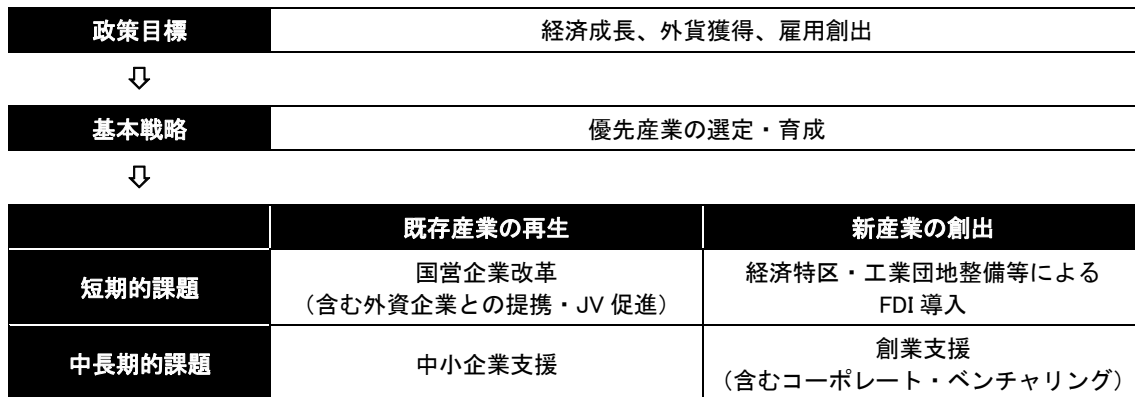 政策目標 経済成長、外貨獲得、雇用創出
⇩
基本戦略 優先産業の選定・育成
⇩
既存産業の再生 新産業の創出
短期的課題 国営企業改革 経済特区・工業団地整備等による
（含む外資企業との提携・JV 促進） FDI 導入
中長期的課題 中小企業支援 創業支援
（含むコーポレート・ベンチャリング）